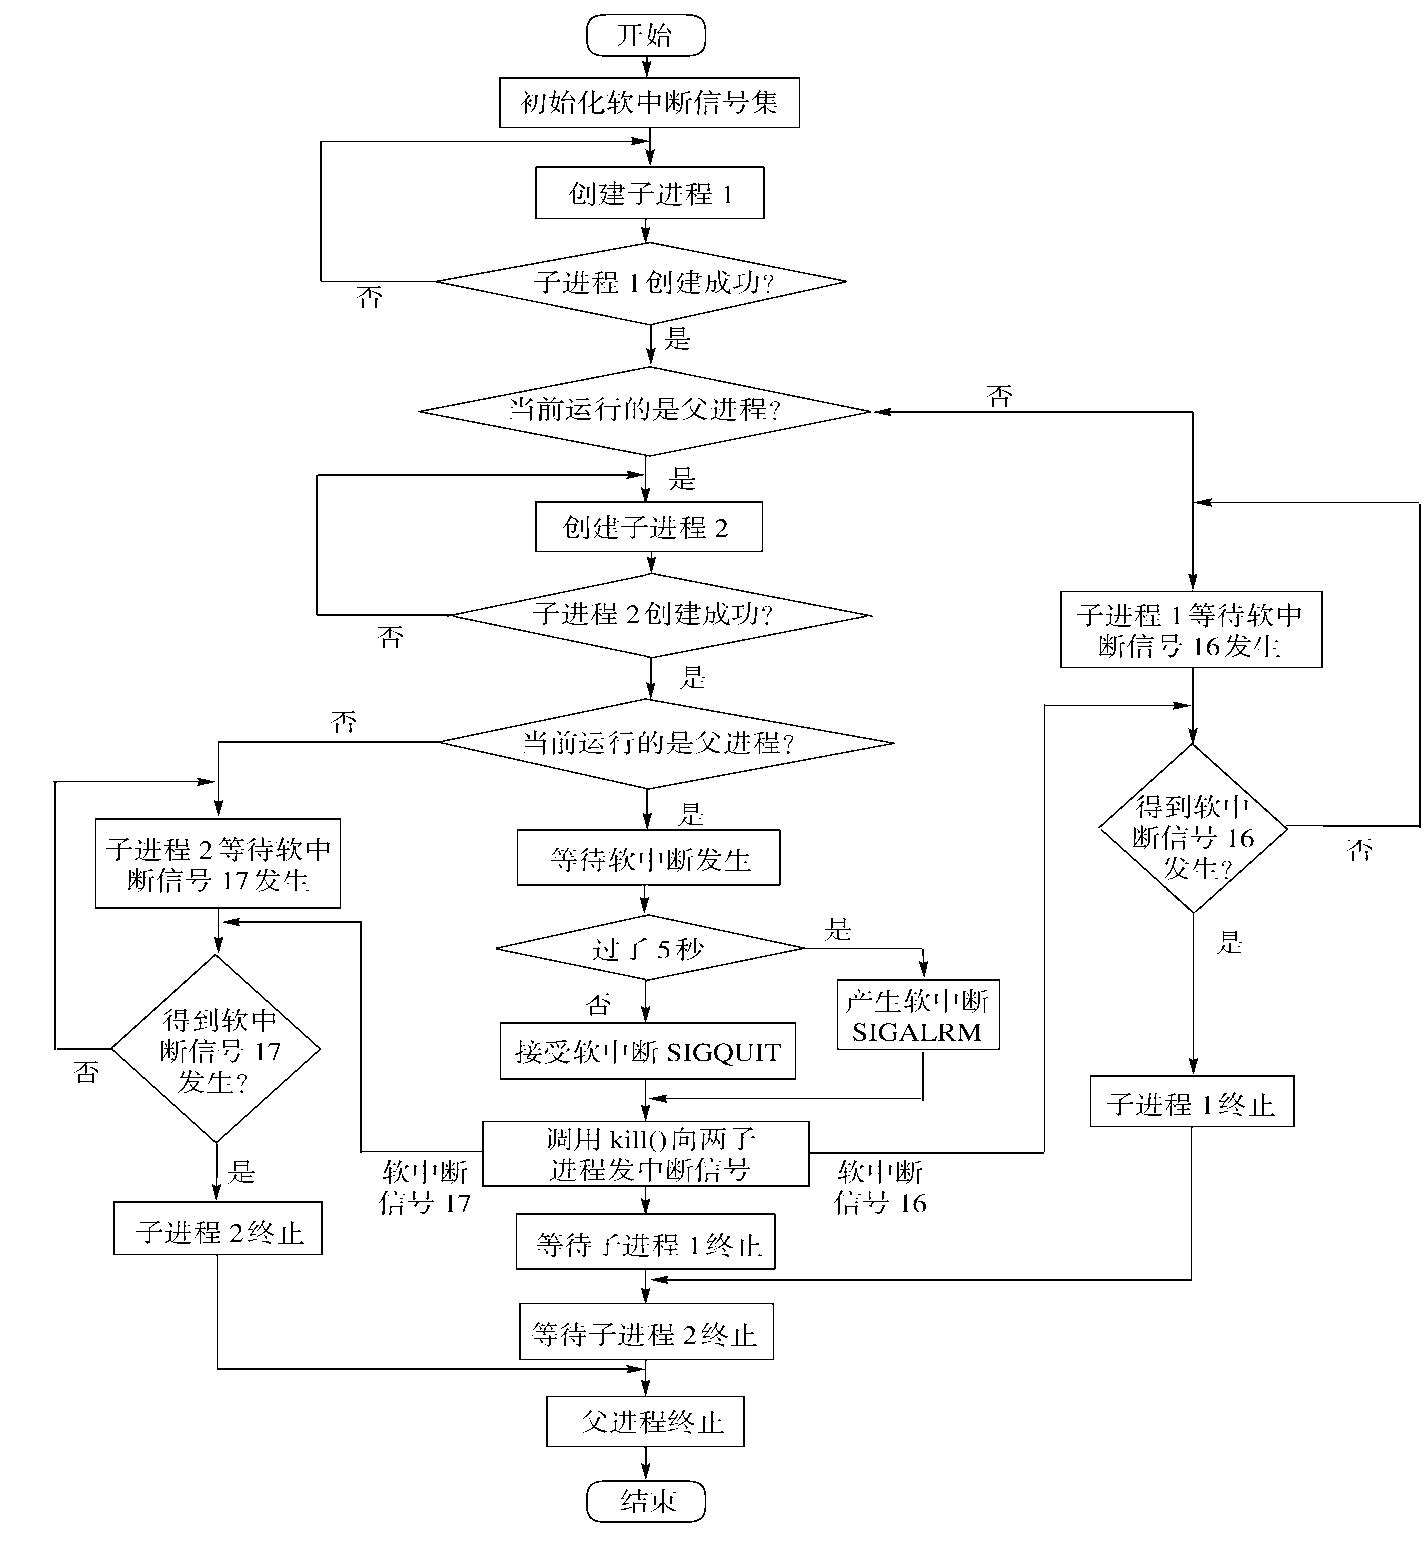 开始
初始化软中断信号集
创建子进程 1
子进程 1 创建成功?
否
是
当前运行的是父进程?
否
是
创建子进程 2
子进程 2 创建成功?
否
子进程 1 等待软中
断信号 16 发生
是
否
当前运行的是父进程?
得到软中
断信号 16
发生?
否
是
是
子进程 2 等待软中
断信号 17 发生
等待软中断发生
过了 5 秒
是
否
产生软中断
SIGALRM
得到软中
断信号 17
发生?
否
接受软中断 SIGQUIT
子进程 1 终止
调用 kill() 向两子
进程发中断信号
是
软中断
信号 17
软中断
信号 16
子进程 2 终止
等待子进程 1 终止
等待子进程 2 终止
父进程终止
结束